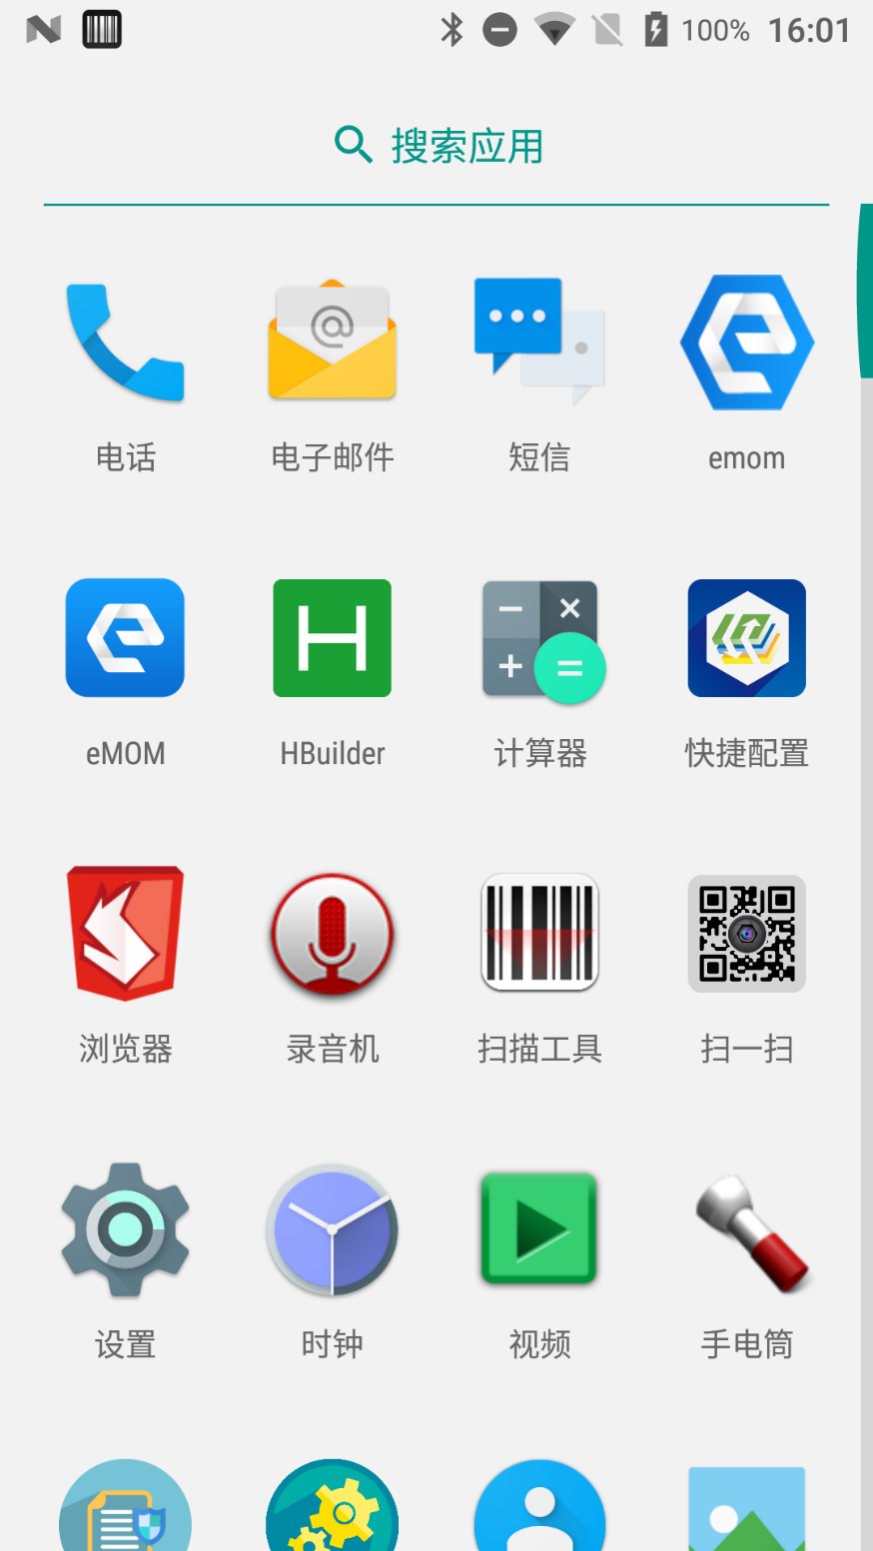 100% 16:01
搜索应用
电话 电子邮件 短信 emom
eMOM HBuilder 计算器 快捷配置
浏览器 录音机 扫描工具 扫一扫
设置 时钟 视频 手电筒